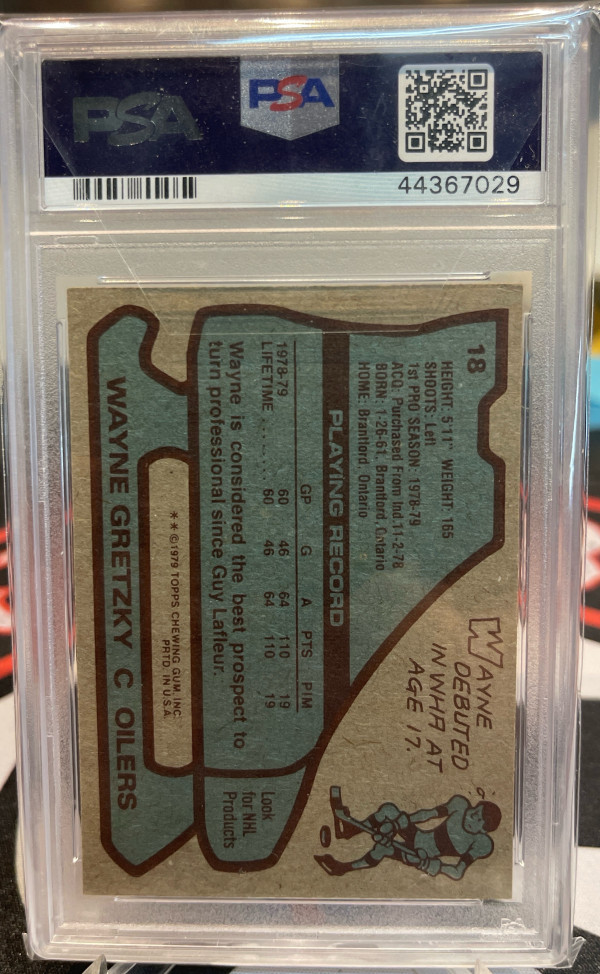 PSA
PSA
44367029
18
HEIGHT: 5'11" WEIGHT: 165
SHOOTS: Left
1st PRO SEASON: 1978-79
ACQ: Purchased From Ind. 11-2-78
BORN: 1-26-61, Brantford Ontario
HOME: Brantford, Ontario
WAYNE
DEBUTED
IN WHA AT
AGE 17.
PLAYING RECORD
GP G A PTS PIM
1978-79 60 46 64 110 19
LIFETIME ........ 60 46 64 110 19
Wayne is considered the best prospect to
turn professional since Guy Lafleur.
Look
for NHL
Products
**©1979 TOPPS CHEWING GUM, INC.
PRTD. IN U.S.A.
WAYNE GRETZKY C OILERS